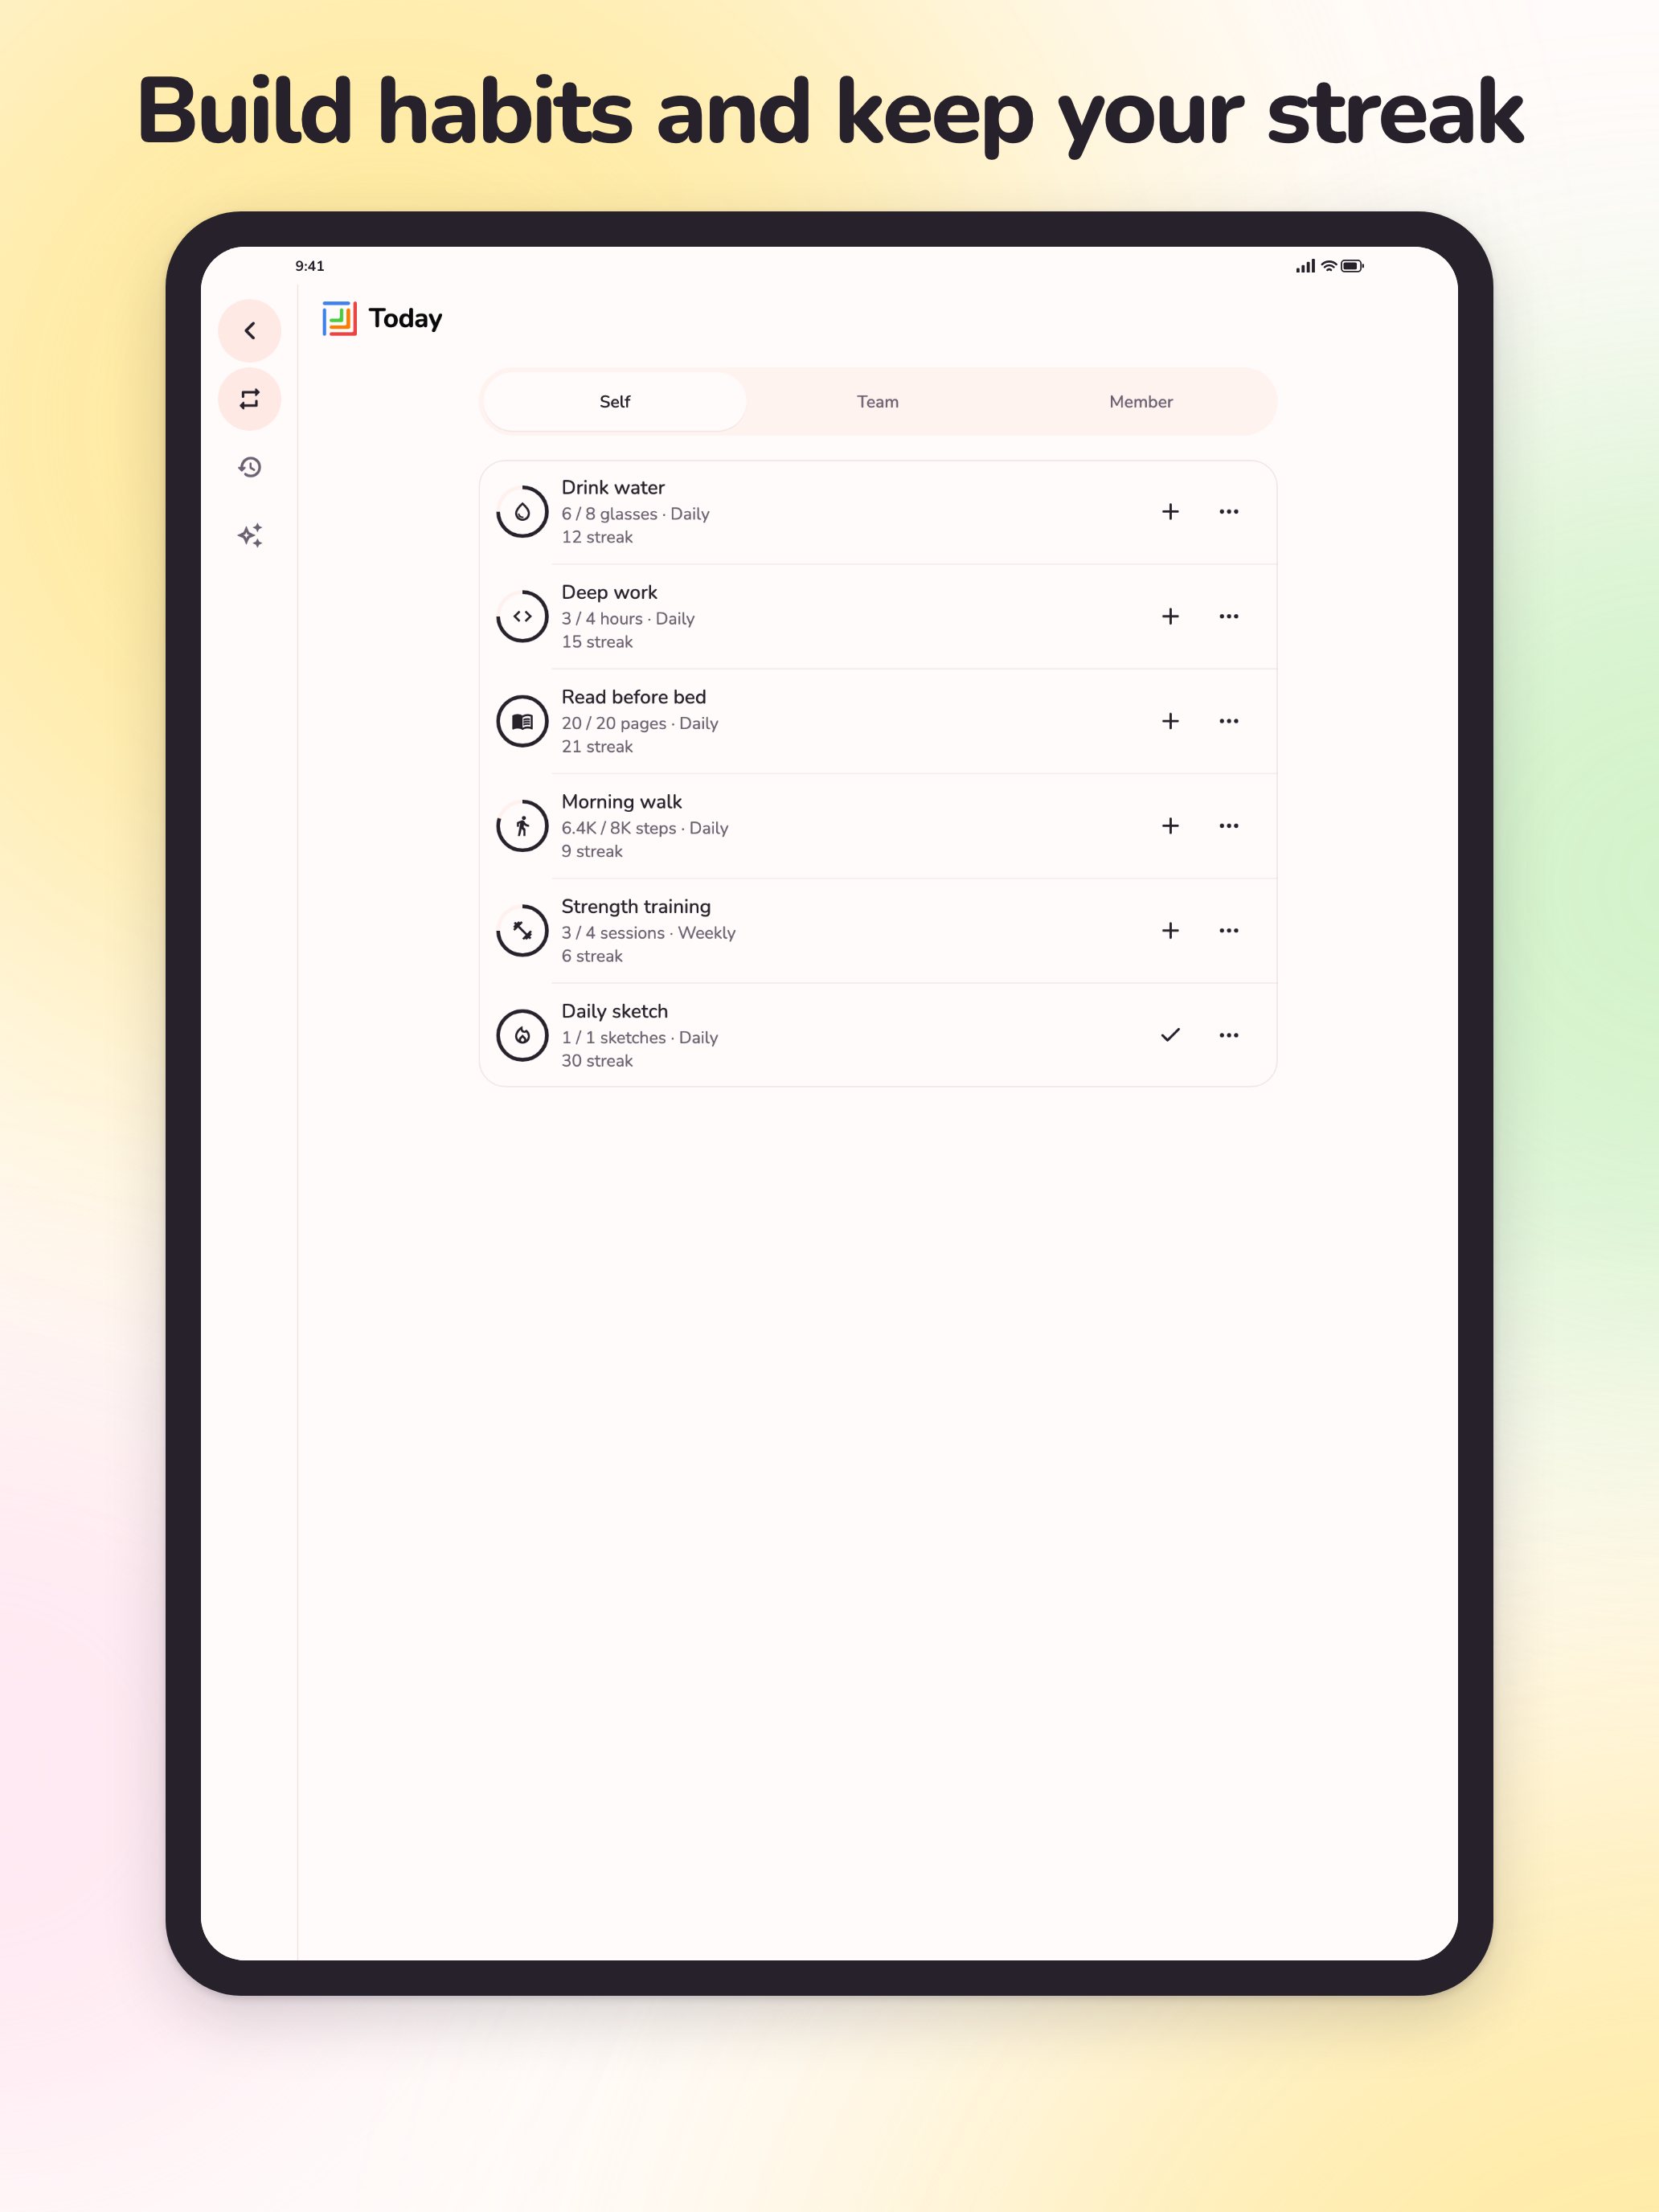 Build habits and keep your streak
9:41
Today
Self
Team
Member
Drink water
6 / 8 glasses · Daily
12 streak
Deep work
3 / 4 hours · Daily
15 streak
Read before bed
20 / 20 pages · Daily
21 streak
Morning walk
6.4K / 8K steps · Daily
9 streak
Strength training
3 / 4 sessions · Weekly
6 streak
Daily sketch
1 / 1 sketches · Daily
30 streak